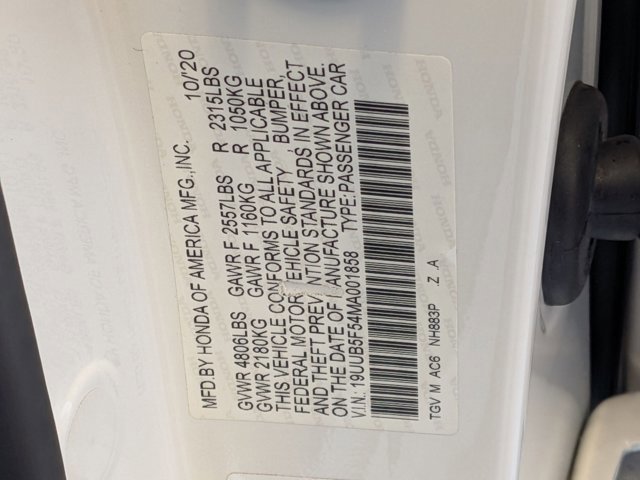 MFD.BY HONDA OF AMERICA MFG.,INC. 10/'20
GVWR 4806LBS GAWR F 2557LBS R 2315LBS
GVWR 2180KG GAWR F 1160KG R 1050KG
THIS VEHICLE CONFORMS TO ALL APPLICABLE
FEDERAL MOTOR VEHICLE SAFETY, BUMPER,
AND THEFT PREVENTION STANDARDS IN EFFECT
ON THE DATE OF MANUFACTURE SHOWN ABOVE.
V.I.N.: 19UUB5F54MA001858 TYPE:PASSENGER CAR
TGV M AC6 NH883P Z A